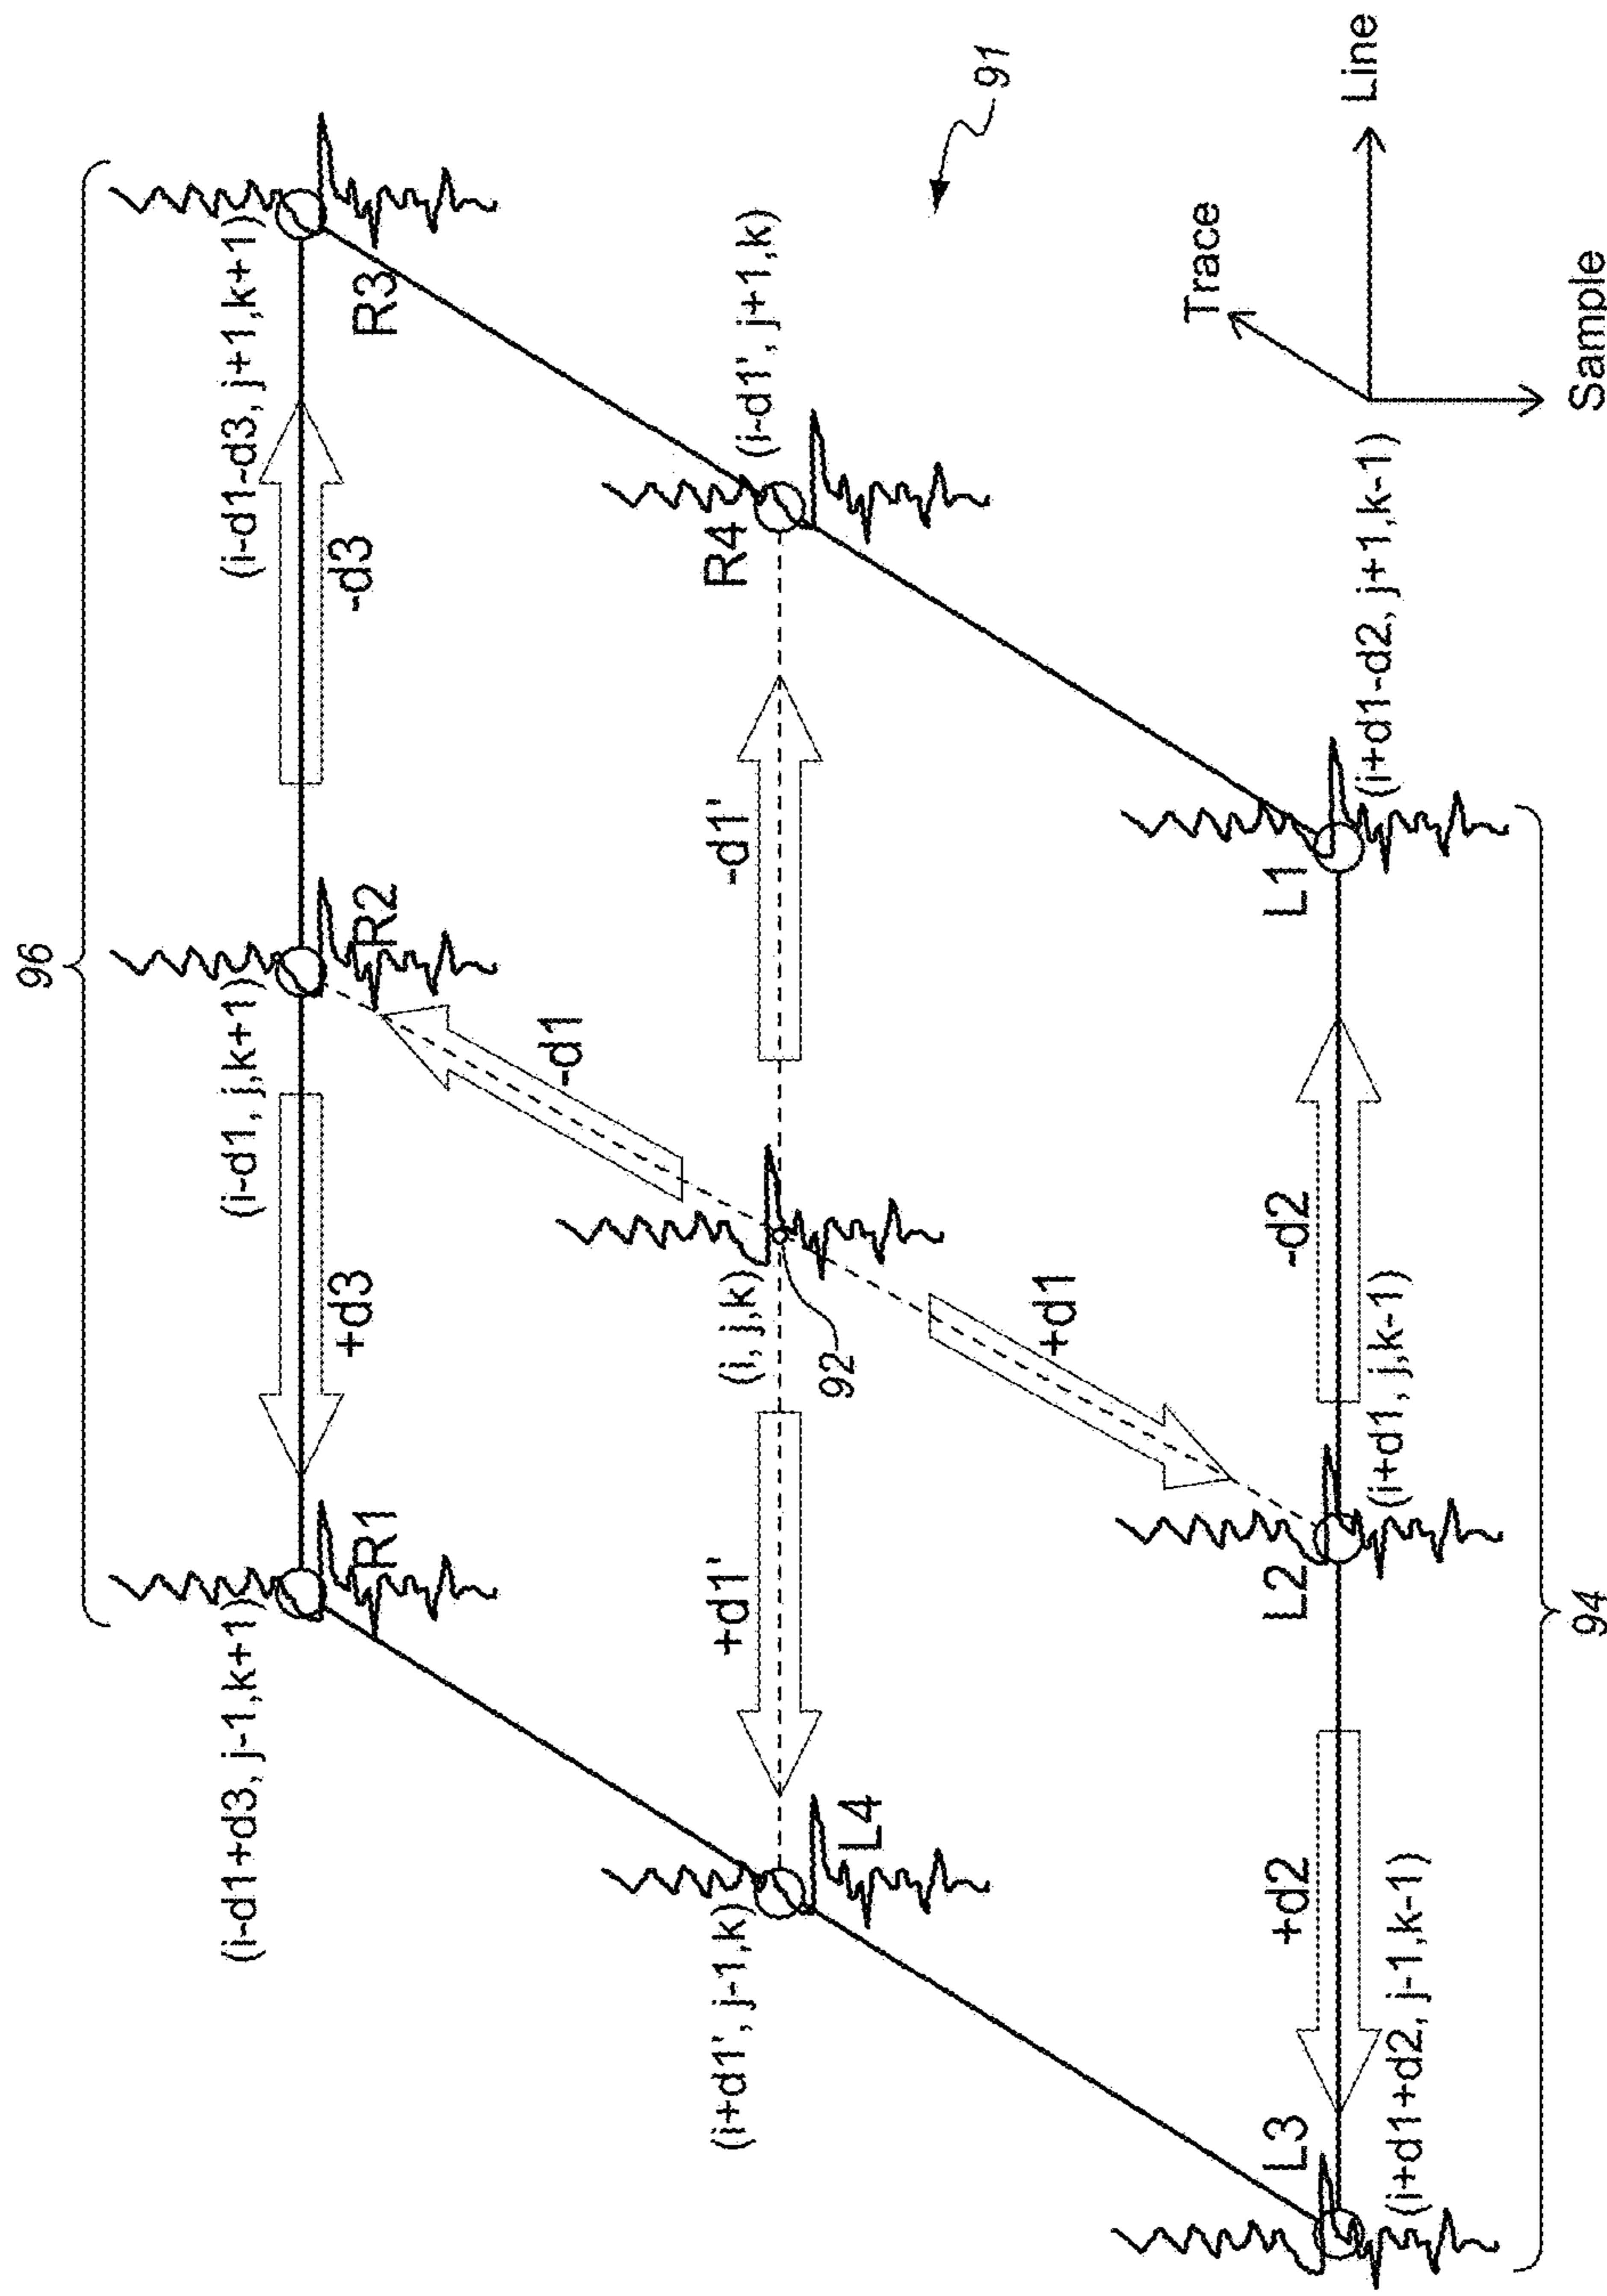 96
(i-d1+d3, j-1,k+1)
(i-d1, j,k+1)
(i-d1-d3, j+1,k+1)
R1
+d3
R2
-d3
R3
-d1
91
(i+d1', j-1,k)
+d1'
(i, j,k)
-d1'
R4
(i-d1', j+1,k)
L4
92
+d1
Trace
Line
Sample
L3
+d2
L2
-d2
L1
(i+d1+d2, j-1,k-1)
(i+d1, j,k-1)
(i+d1-d2, j+1,k-1)
94